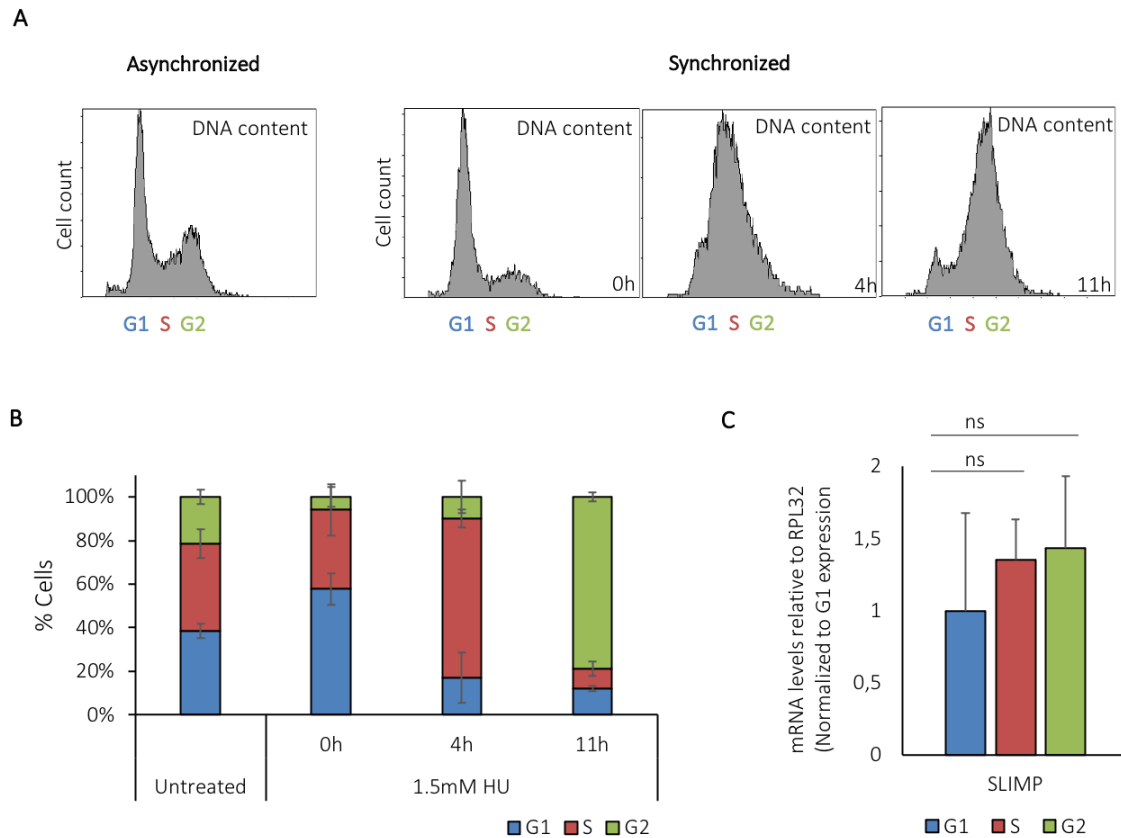 A
Asynchronized
Synchronized
DNA content
DNA content
DNA content
DNA content
Cell count
Cell count
0h
4h
11h
G1 S G2
G1 S G2
G1 S G2
G1 S G2
B
% Cells
100%
80%
60%
40%
20%
0%
0h
4h
11h
Untreated
1.5mM HU
G1 S G2
C
ns
ns
mRNA levels relative to RPL32
(Normalized to G1 expression
2
1,5
1
0,5
0
SLIMP
G1 S G2